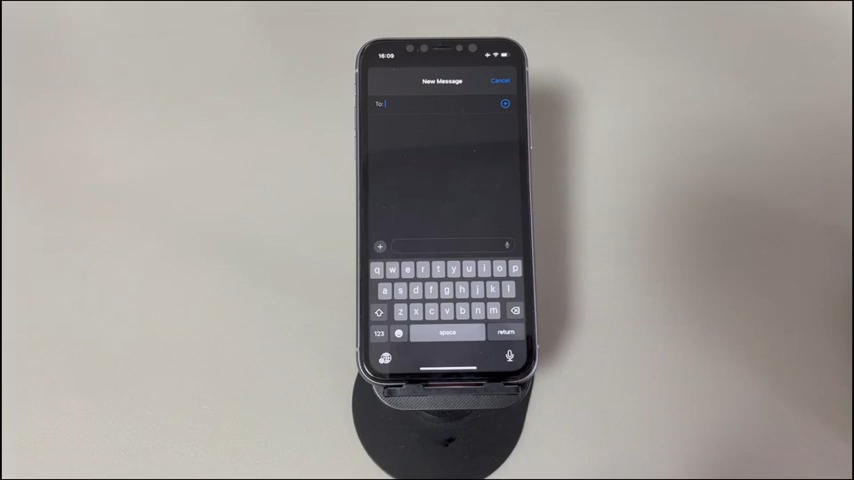 16:09
New Message Cancel
To:
q w e r t y u i o p
a s d f g h j k l
z x c v b n m
123 space return